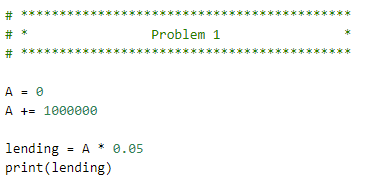 # *******************************************
# *                Problem 1                *
# *******************************************
A = 0
A += 1000000
lending = A * 0.05
print(lending)